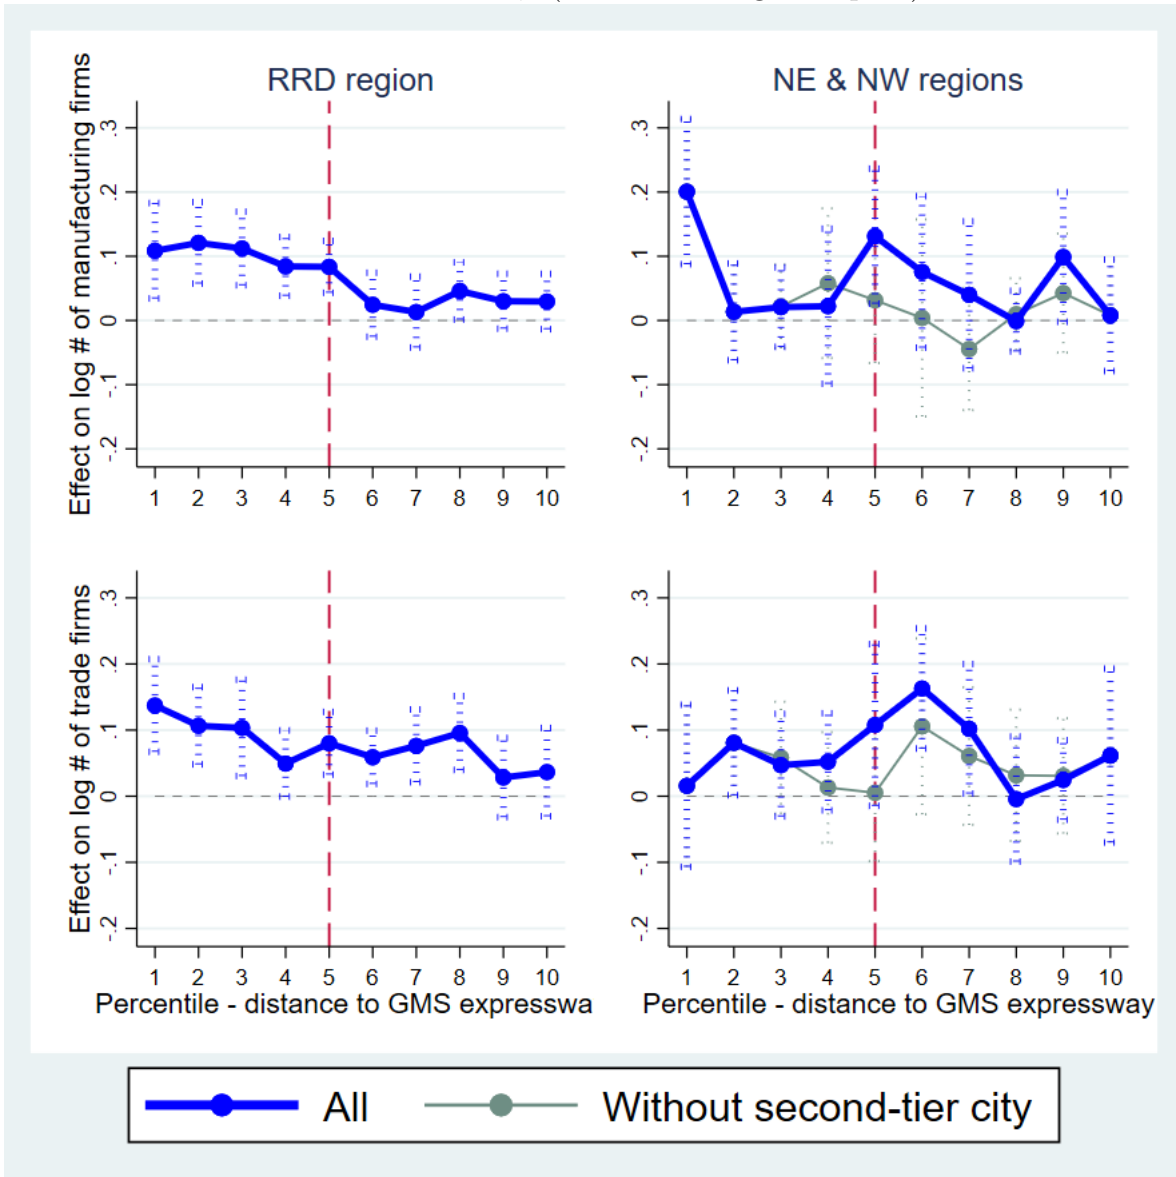 RRD region
NE & NW regions
Effect on log # of manufacturing firms
.3
.2
.1
0
-.1
-.2
1 2 3 4 5 6 7 8 9 10
.3
.2
.1
0
-.1
-.2
1 2 3 4 5 6 7 8 9 10
Effect on log # of trade firms
.3
.2
.1
0
-.1
-.2
1 2 3 4 5 6 7 8 9 10
Percentile - distance to GMS expresswa
.3
.2
.1
0
-.1
-.2
1 2 3 4 5 6 7 8 9 10
Percentile - distance to GMS expressway
All
Without second-tier city